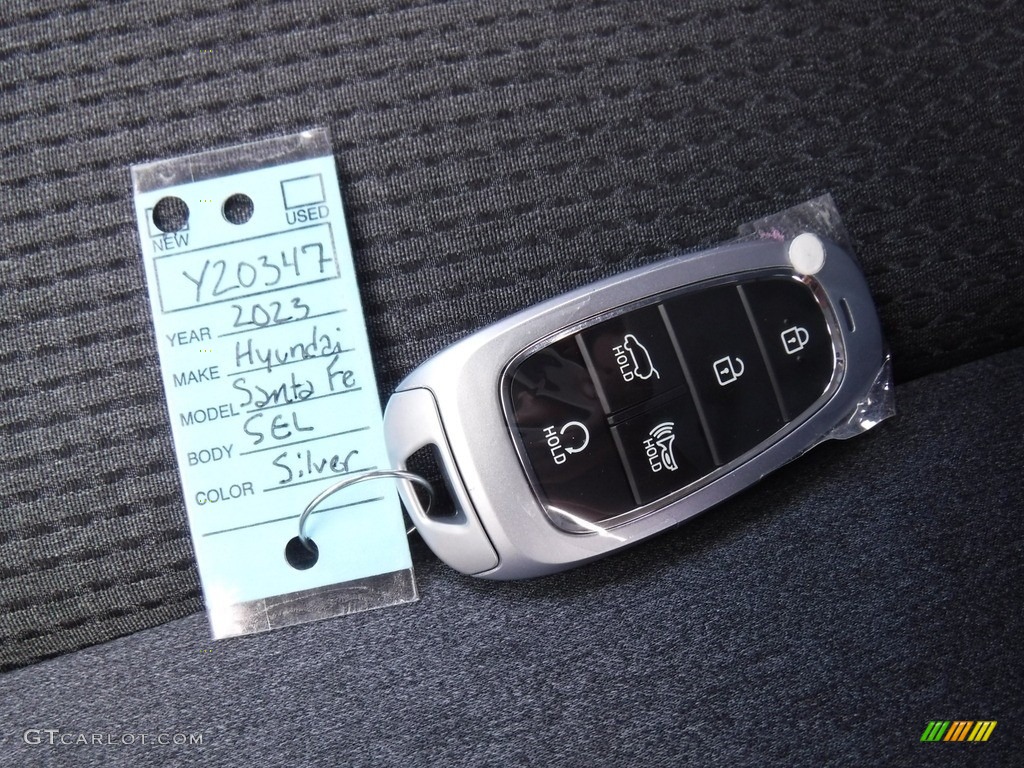 NEW USED
Y20347
YEAR 2023
MAKE Hyundai
MODEL Santa Fe
BODY SEL
COLOR Silver
HOLD
HOLD
HOLD
GTCARLOT.COM